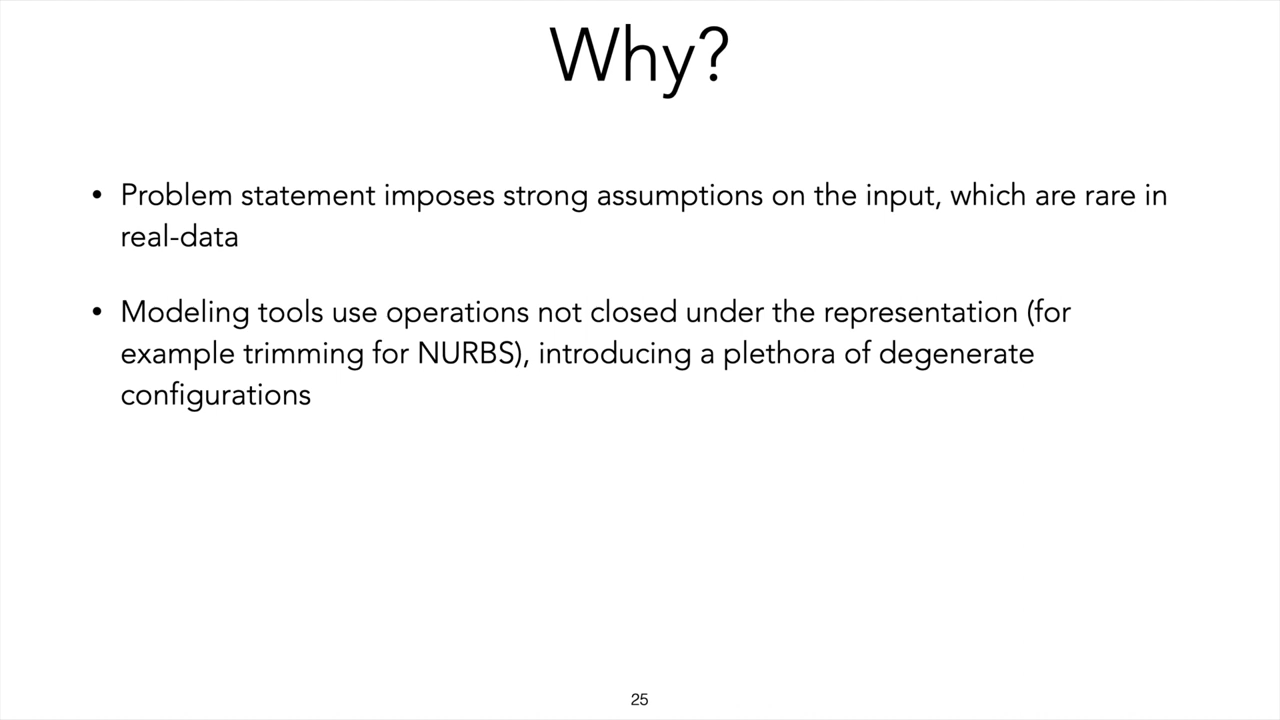 Why?
• Problem statement imposes strong assumptions on the input, which are rare in
real-data
• Modeling tools use operations not closed under the representation (for
example trimming for NURBS), introducing a plethora of degenerate
configurations
25